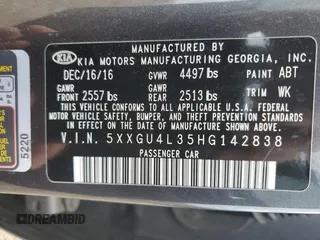 KIA KIA MOTORS MANUFACTURING GEORGIA, INC.
MANUFACTURED BY
DEC/16/16 GVWR 4497 lbs PAINT ABT
GAWR FRONT 2557 lbs GAWR REAR 2513 lbs TRIM WK
THIS VEHICLE CONFORMS TO ALL APPLICABLE
FEDERAL MOTOR VEHICLE
SAFETY, BUMPER, AND THEFT PREVENTION
STANDARDS IN EFFECT ON THE DATE OF
MANUFACTURE SHOWN ABOVE.
V.I.N. 5XXGU4L35HG142838
PASSENGER CAR
5220
DREAMBID